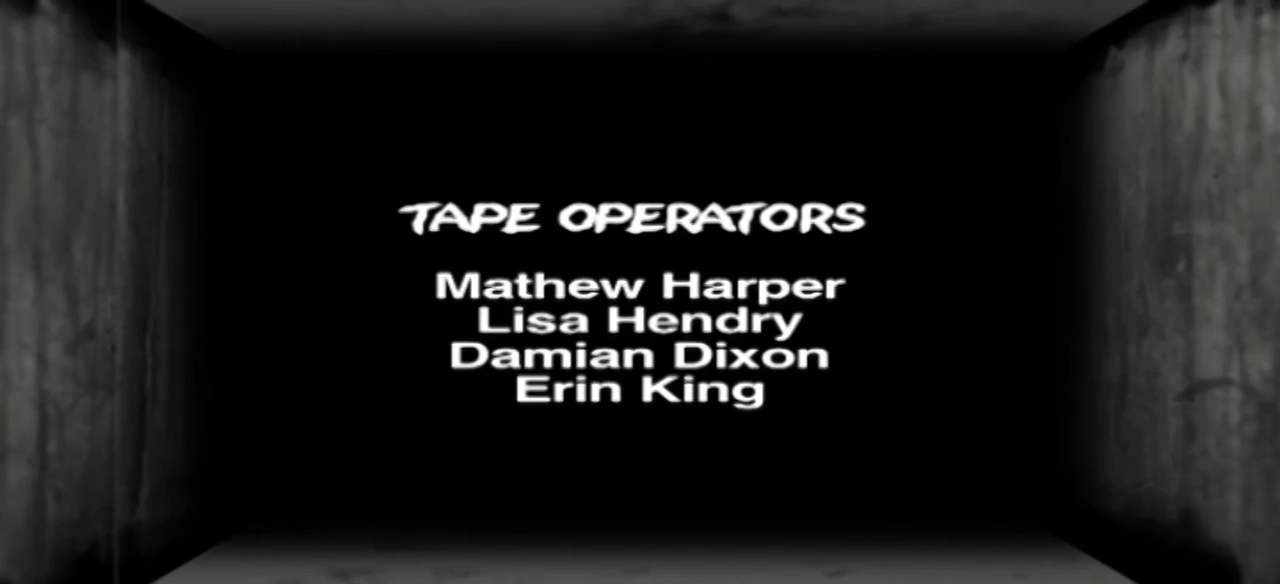 TAPE OPERATORS
Mathew Harper
Lisa Hendry
Damian Dixon
Erin King